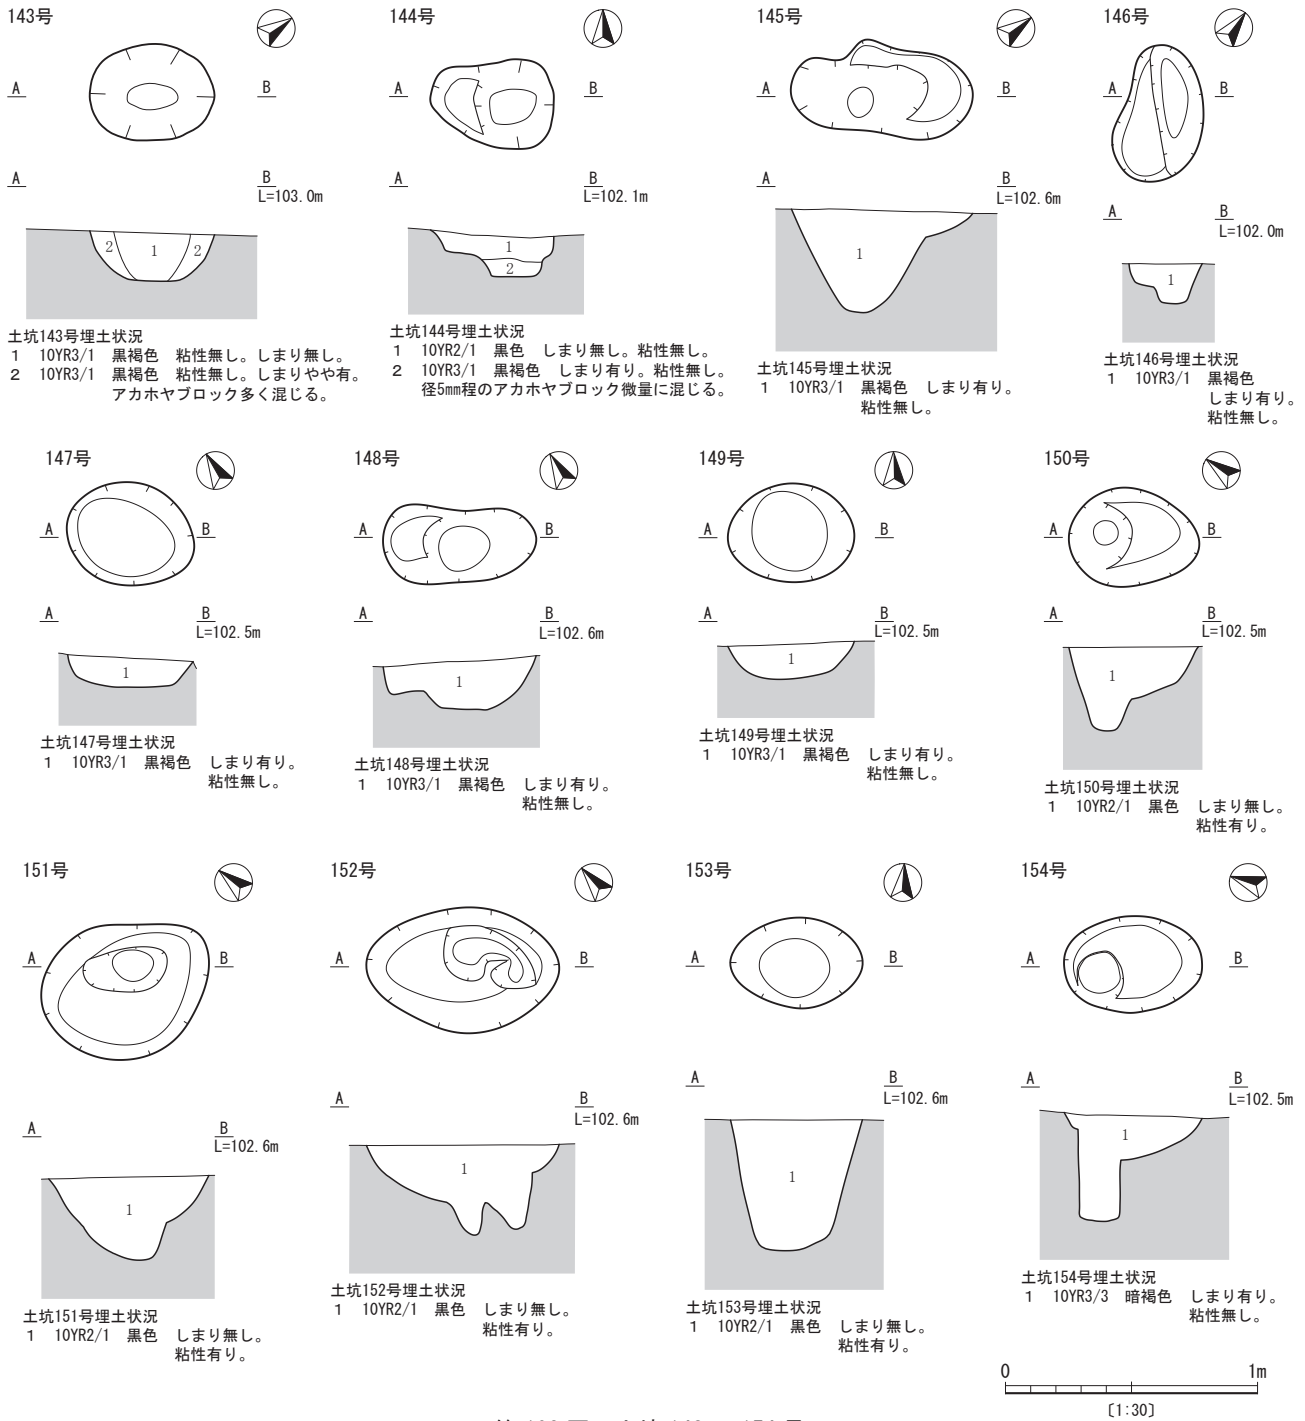 143号
A B
A B
L=103.0m
2 1 2
土坑143号埋土状況
1 10YR3/1 黒褐色 粘性無し。しまり無し。
2 10YR3/1 黒褐色 粘性無し。しまりやや有。
アカホヤブロック多く混じる。
144号
A B
A B
L=102.1m
1
2
土坑144号埋土状況
1 10YR2/1 黒色 しまり無し。粘性無し。
2 10YR3/1 黒褐色 しまり有り。粘性無し。
径5mm程のアカホヤブロック微量に混じる。
145号
A B
A B
L=102.6m
1
土坑145号埋土状況
1 10YR3/1 黒褐色 しまり有り。
粘性無し。
146号
A B
A B
L=102.0m
1
土坑146号埋土状況
1 10YR3/1 黒褐色
しまり有り。
粘性無し。
147号
A B
A B
L=102.5m
1
土坑147号埋土状況
1 10YR3/1 黒褐色 しまり有り。
粘性無し。
148号
A B
A B
L=102.6m
1
土坑148号埋土状況
1 10YR3/1 黒褐色 しまり有り。
粘性無し。
149号
A B
A B
L=102.5m
1
土坑149号埋土状況
1 10YR3/1 黒褐色 しまり有り。
粘性無し。
150号
A B
A B
L=102.5m
1
土坑150号埋土状況
1 10YR2/1 黒色 しまり無し。
粘性有り。
151号
A B
A B
L=102.6m
1
土坑151号埋土状況
1 10YR2/1 黒色 しまり無し。
粘性有り。
152号
A B
A B
L=102.6m
1
土坑152号埋土状況
1 10YR2/1 黒色 しまり無し。
粘性有り。
153号
A B
A B
L=102.6m
1
土坑153号埋土状況
1 10YR2/1 黒色 しまり無し。
粘性有り。
154号
A B
A B
L=102.5m
1
土坑154号埋土状況
1 10YR3/3 暗褐色 しまり有り。
粘性無し。
0 1m
〔1:30〕